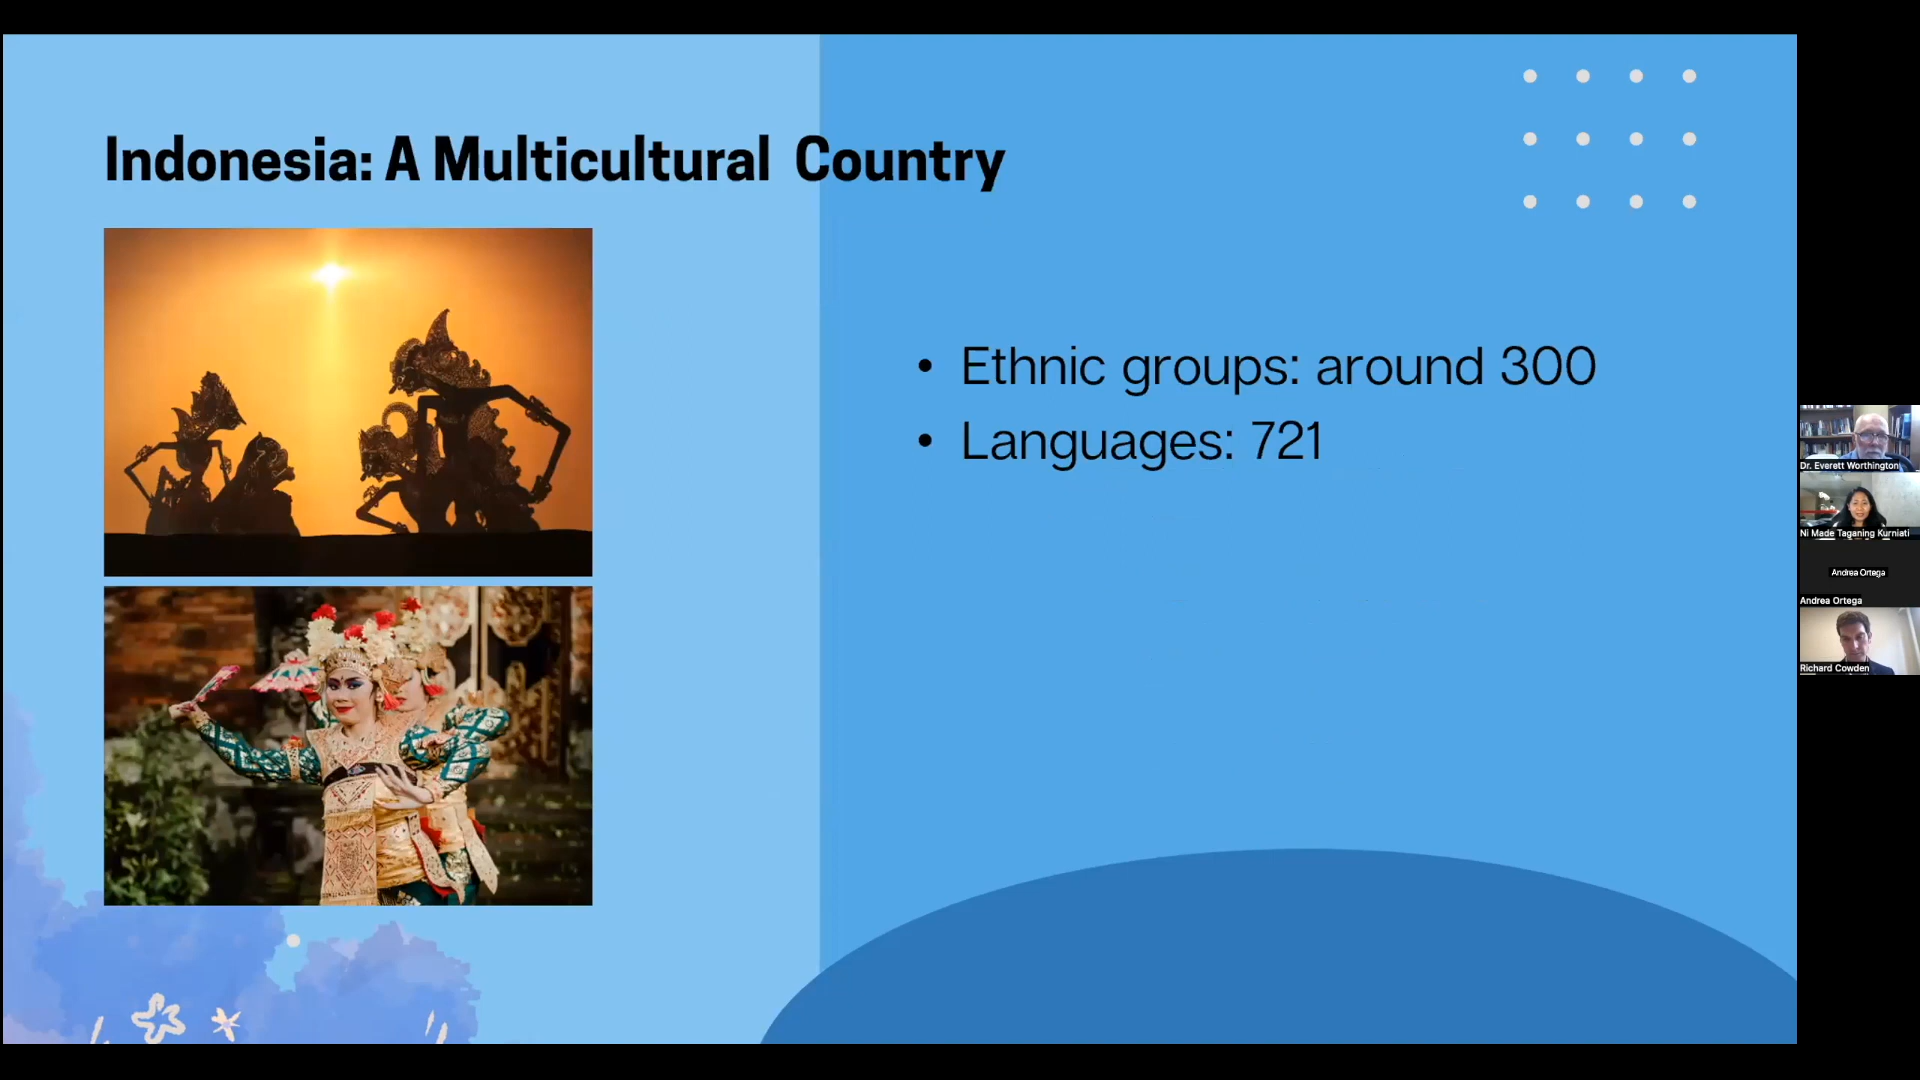 Indonesia: A Multicultural Country
• Ethnic groups: around 300
• Languages: 721
Dr. Everett Worthington
Ni Made Taganing Kurniati
Andrea Ortega
Andrea Ortega
Richard Cowden